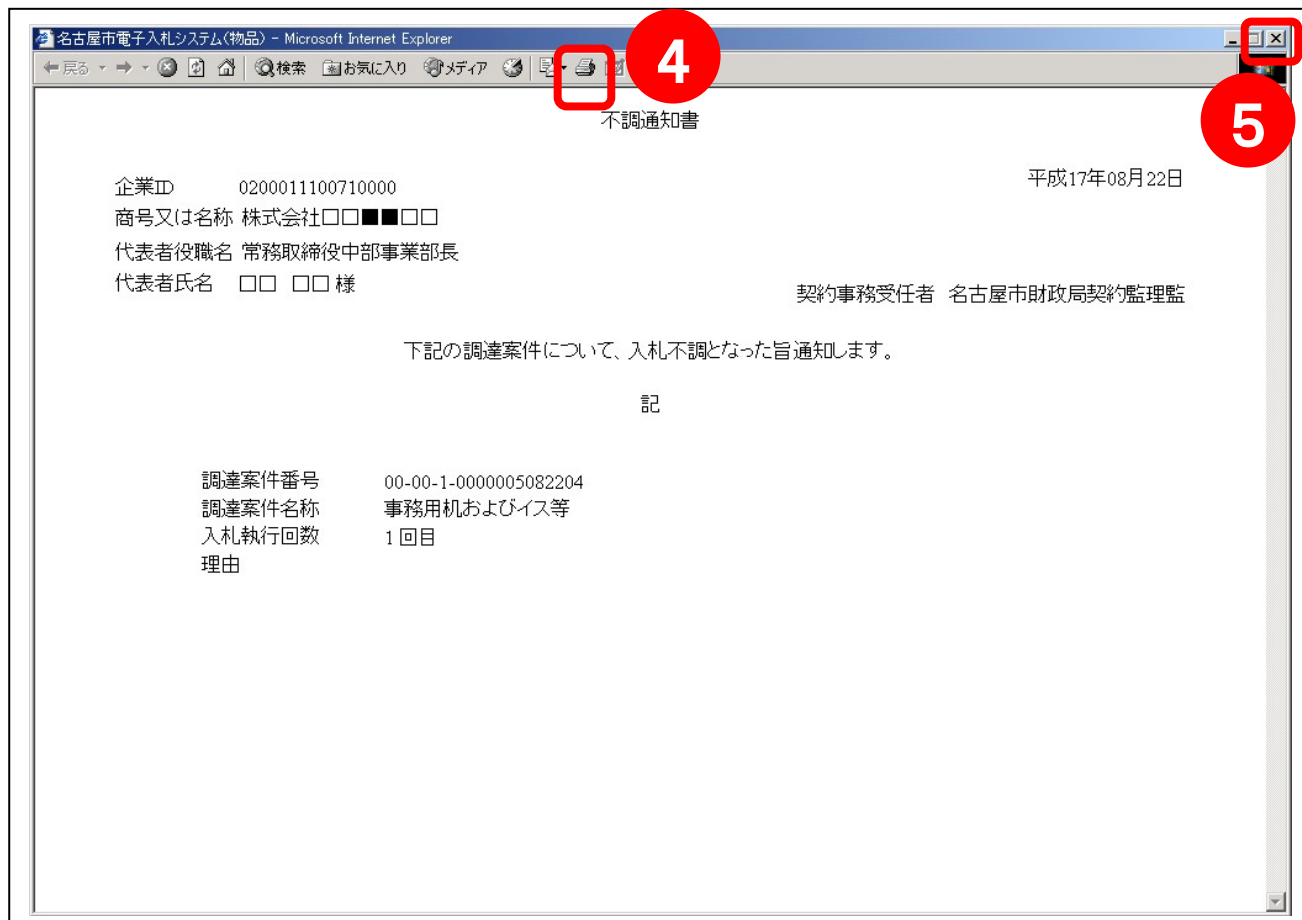 名古屋市電子入札システム(物品) - Microsoft Internet Explorer
戻る 検索 お気に入り メディア
4
5
不調通知書
平成17年08月22日
企業ID 0200011100710000
商号又は名称 株式会社□□■■□□
代表者役職名 常務取締役中部事業部長
代表者氏名 □□ □□ 様
契約事務受任者 名古屋市財政局契約監理監
下記の調達案件について、入札不調となった旨通知します。
記
調達案件番号 00-00-1-0000005082204
調達案件名称 事務用机およびイス等
入札執行回数 1回目
理由